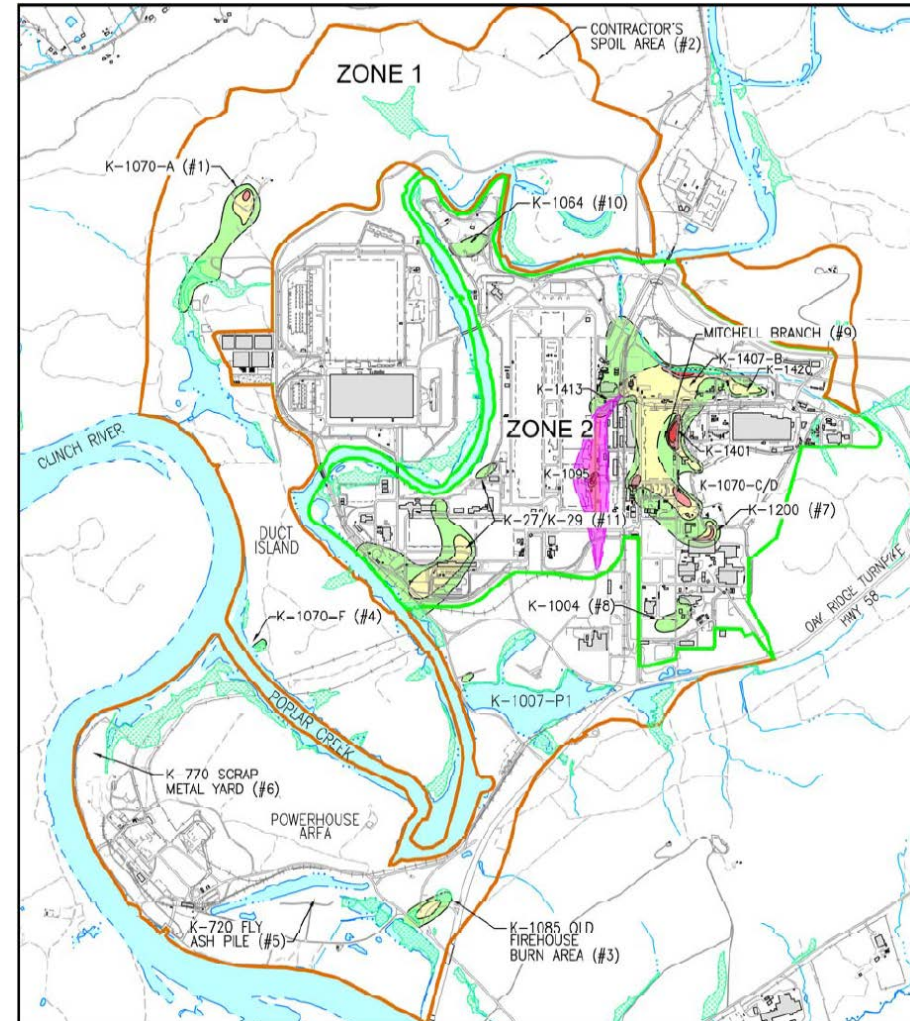 CONTRACTOR'S
SPOIL AREA (#2)
ZONE 1
K-1070-A (#1)
K-1064 (#10)
MITCHELL BRANCH (#9)
K-1407-B
K-1420
K-1413
ZONE 2
K-1401
K-1095
K-1070-C/D
K-1200 (#7)
CLINCH RIVER
DUCT
ISLAND
K-27/K-29 (#11)
OAK RIDGE TURNPIKE
HWY 58
K-1004 (#8)
K-1070-F (#4)
K-1007-P1
POPLAR CREEK
K-770 SCRAP
METAL YARD (#6)
POWERHOUSE
AREA
K-720 FLY
ASH PILE (#5)
K-1085 OLD
FIREHOUSE
BURN AREA (#3)